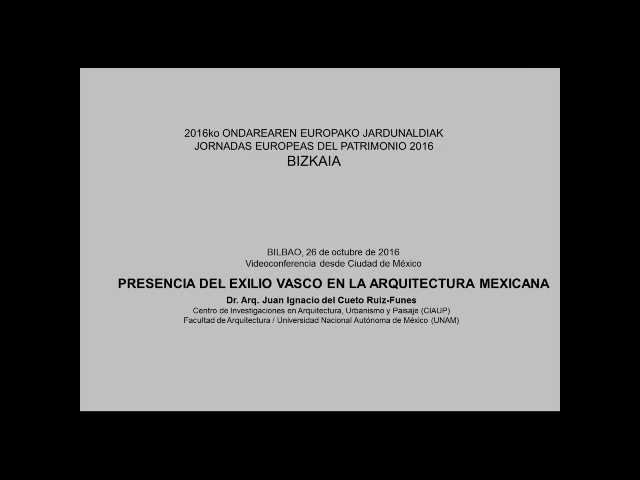 2016ko ONDAREAREN EUROPAKO JARDUNALDIAK
JORNADAS EUROPEAS DEL PATRIMONIO 2016
BIZKAIA
BILBAO, 26 de octubre de 2016
Videoconferencia desde Ciudad de México
PRESENCIA DEL EXILIO VASCO EN LA ARQUITECTURA MEXICANA
Dr. Arq. Juan Ignacio del Cueto Ruiz-Funes
Centro de Investigaciones en Arquitectura, Urbanismo y Paisaje (CIAUP)
Facultad de Arquitectura / Universidad Nacional Autónoma de México (UNAM)